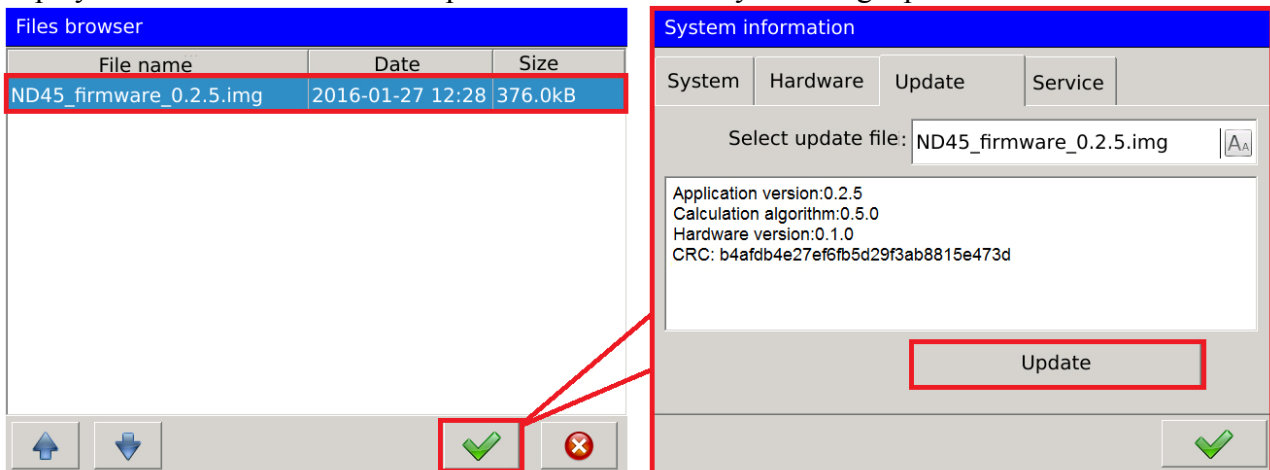 Files browser
File name Date Size
ND45_firmware_0.2.5.img 2016-01-27 12:28 376.0kB
System information
System Hardware Update Service
Select update file: ND45_firmware_0.2.5.img AA
Application version:0.2.5
Calculation algorithm:0.5.0
Hardware version:0.1.0
CRC: b4afdb4e27ef6fb5d29f3ab8815e473d
Update